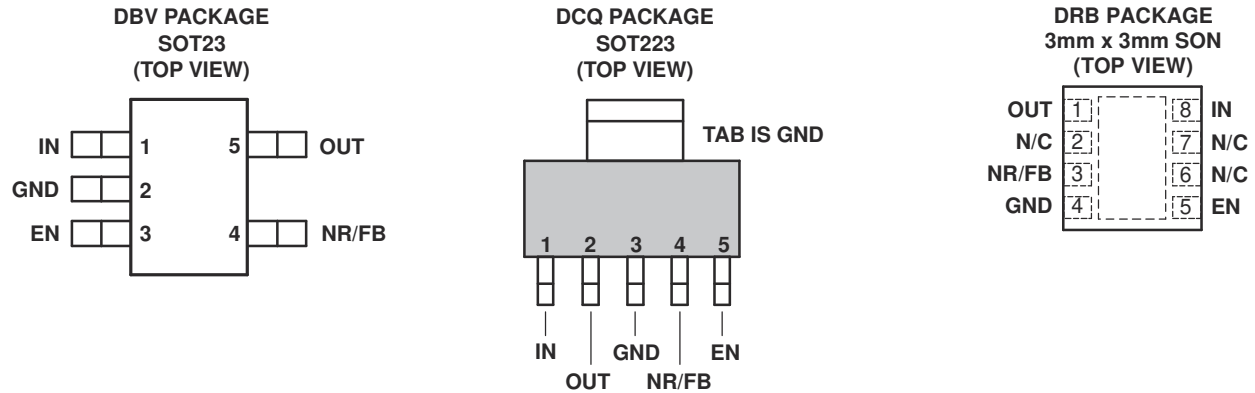 DBV PACKAGE
SOT23
(TOP VIEW)
IN 1 5 OUT
GND 2
EN 3 4 NR/FB
DCQ PACKAGE
SOT223
(TOP VIEW)
TAB IS GND
1 2 3 4 5
IN GND EN
OUT NR/FB
DRB PACKAGE
3mm x 3mm SON
(TOP VIEW)
OUT 1 8 IN
N/C 2 7 N/C
NR/FB 3 6 N/C
GND 4 5 EN